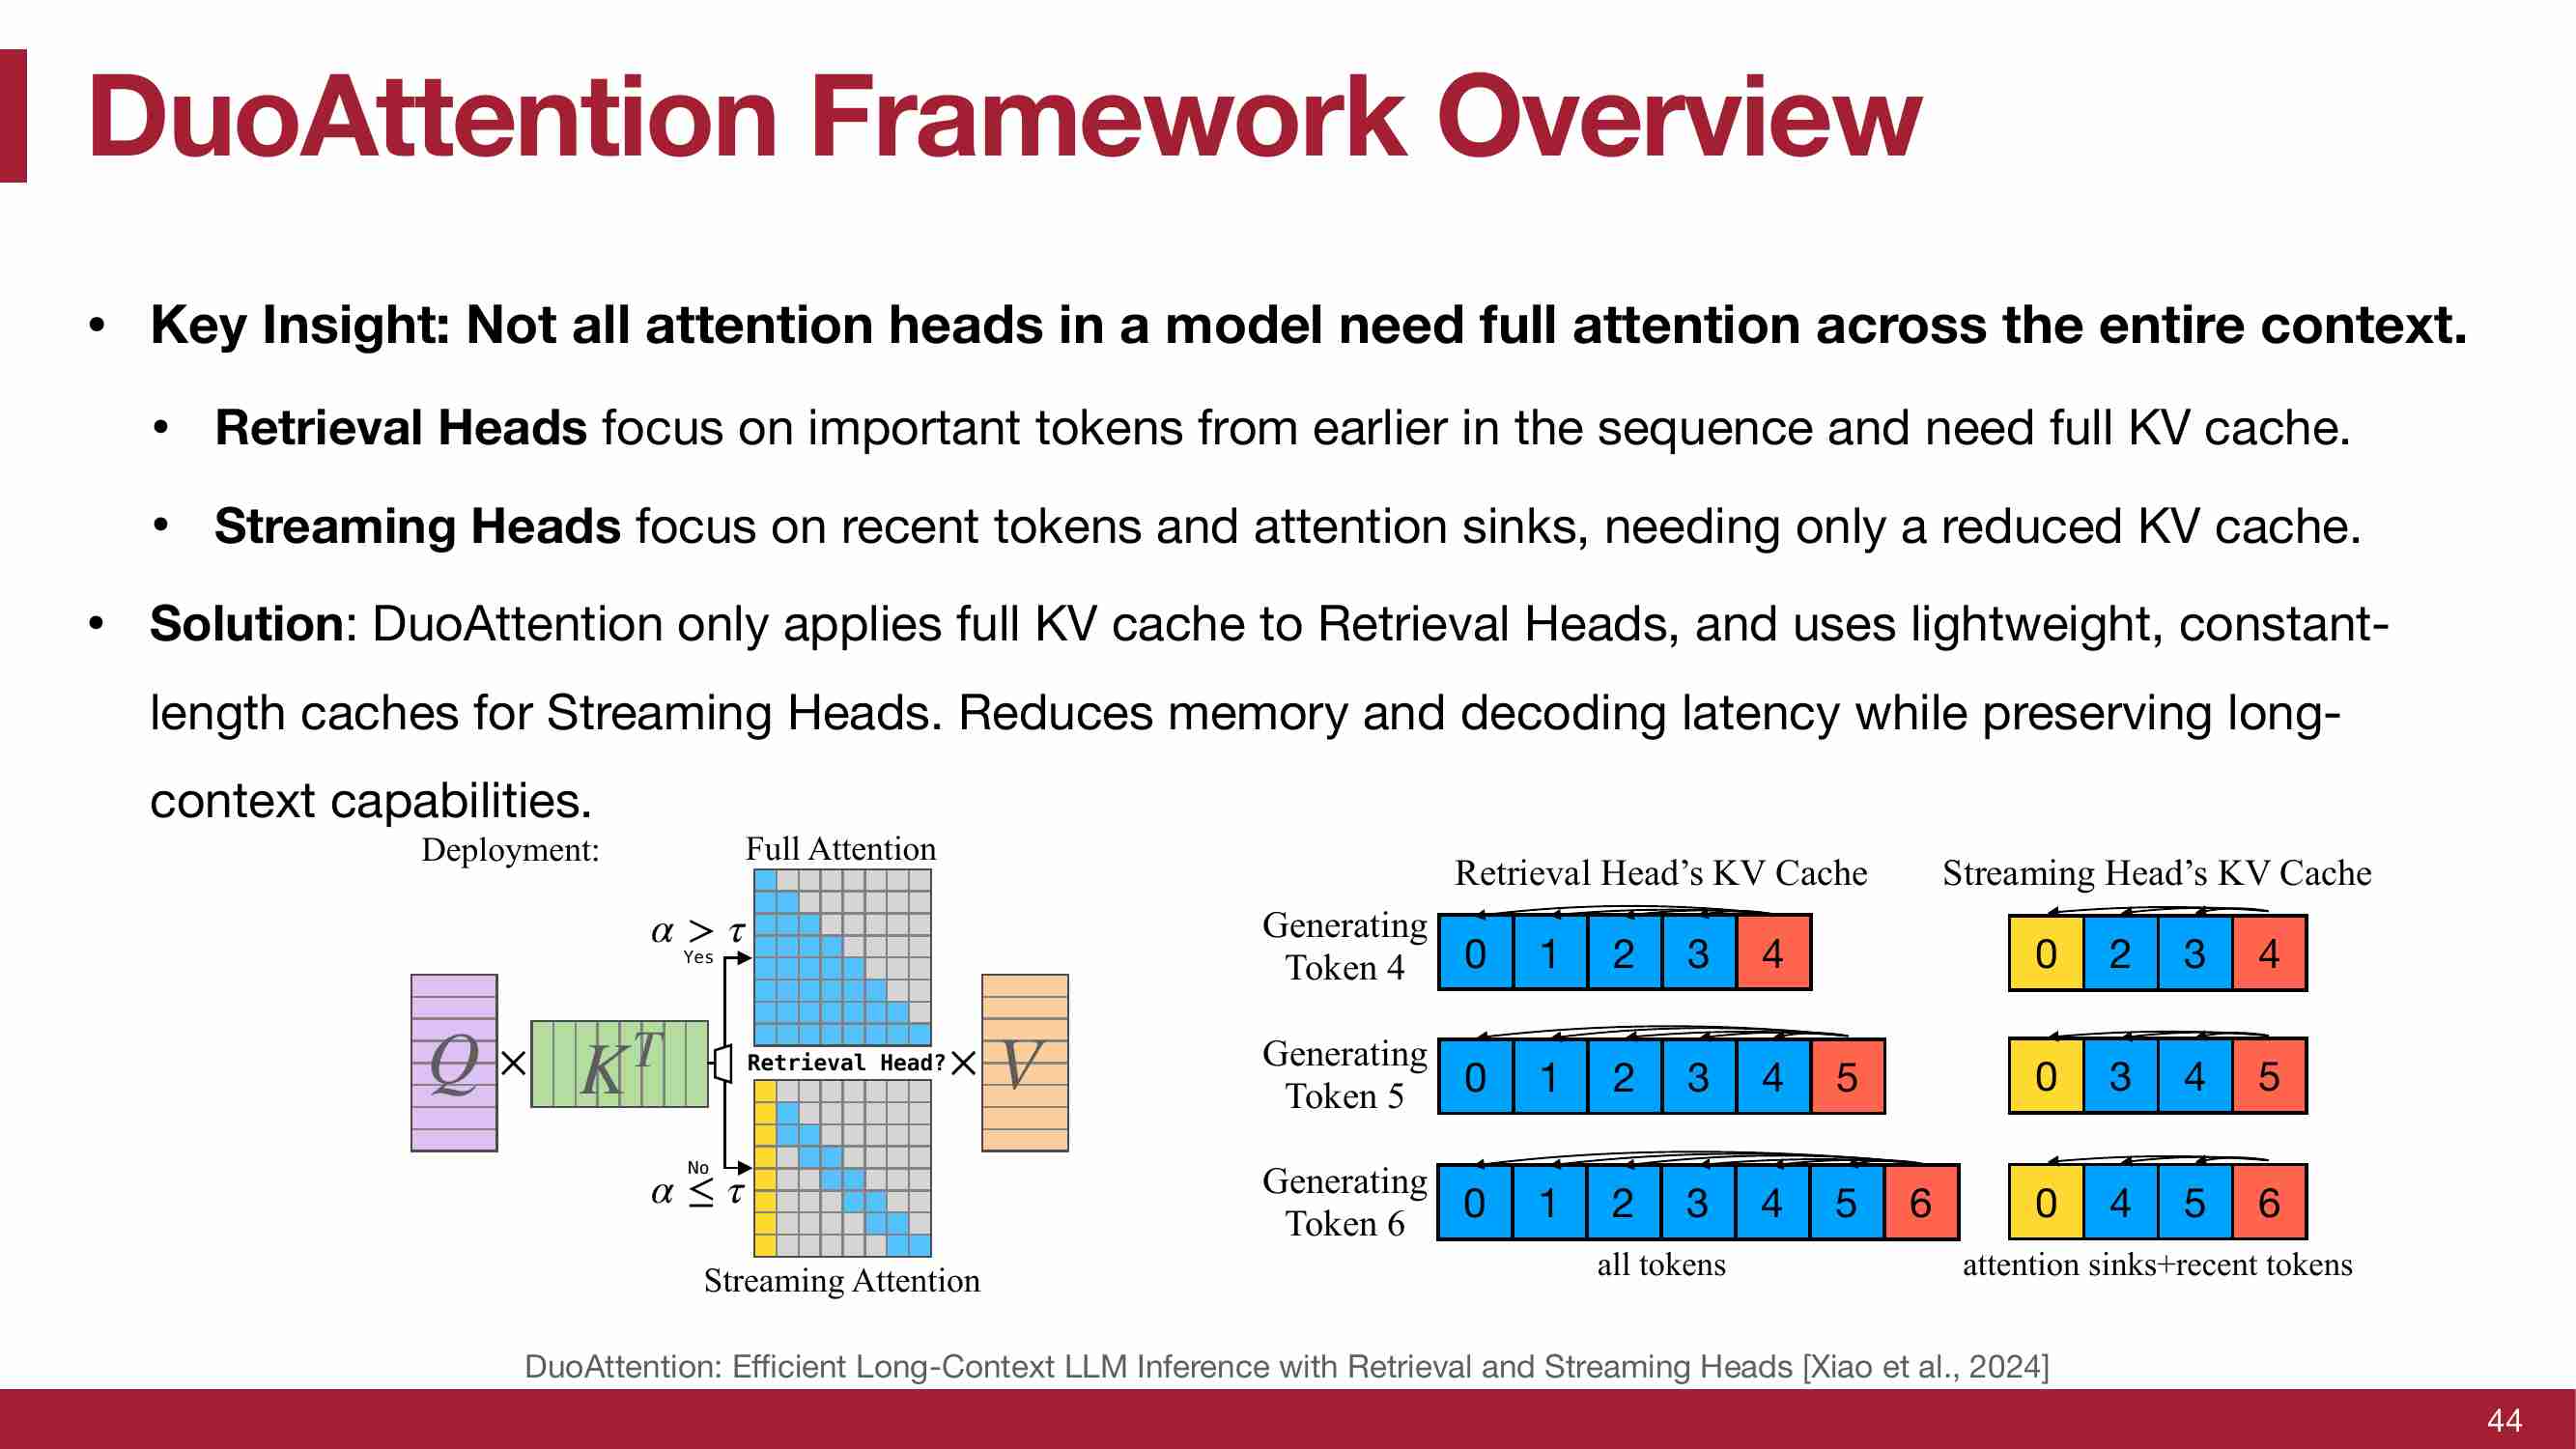 DuoAttention Framework Overview
• Key Insight: Not all attention heads in a model need full attention across the entire context.
• Retrieval Heads focus on important tokens from earlier in the sequence and need full KV cache.
• Streaming Heads focus on recent tokens and attention sinks, needing only a reduced KV cache.
• Solution: DuoAttention only applies full KV cache to Retrieval Heads, and uses lightweight, constant-
length caches for Streaming Heads. Reduces memory and decoding latency while preserving long-
context capabilities.
Deployment:
Full Attention
α > τ
Yes
Q × K^T
Retrieval Head? × V
No
α ≤ τ
Streaming Attention
Retrieval Head’s KV Cache
Streaming Head’s KV Cache
Generating
Token 4
0 1 2 3 4
0 2 3 4
Generating
Token 5
0 1 2 3 4 5
0 3 4 5
Generating
Token 6
0 1 2 3 4 5 6
0 4 5 6
all tokens
attention sinks+recent tokens
DuoAttention: Efficient Long-Context LLM Inference with Retrieval and Streaming Heads [Xiao et al., 2024]
44